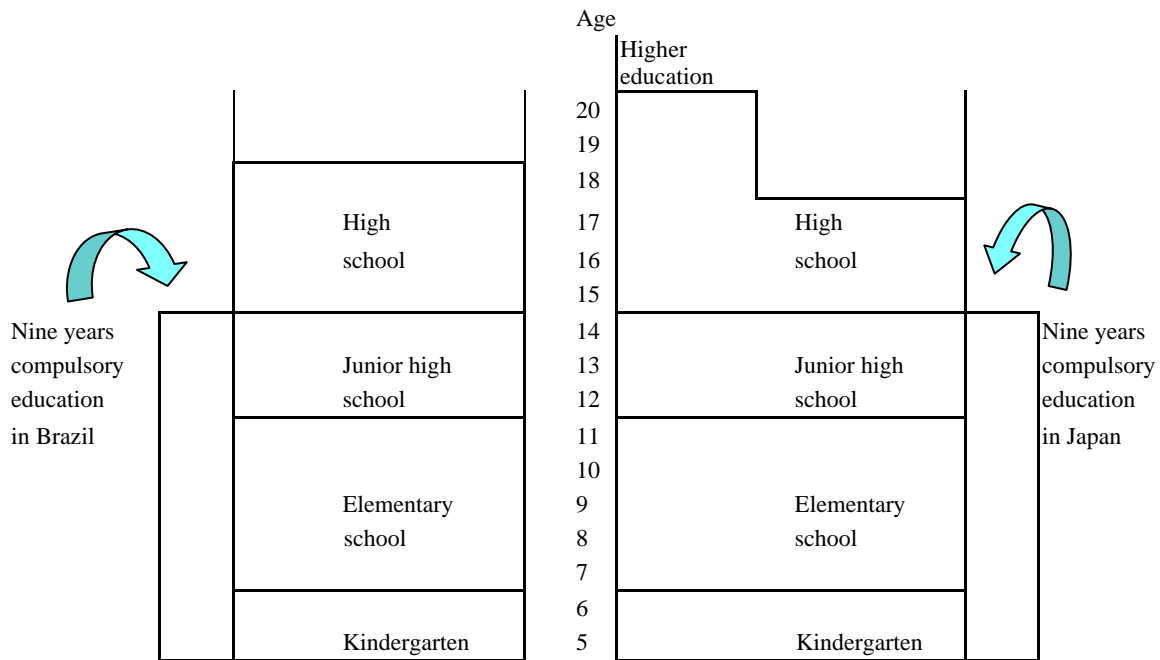 Age
Higher
education
20
19
18
17
16
15
14
13
12
11
10
9
8
7
6
5
High
school
Junior high
school
Elementary
school
Kindergarten
Nine years
compulsory
education
in Brazil
High
school
Junior high
school
Elementary
school
Kindergarten
Nine years
compulsory
education
in Japan